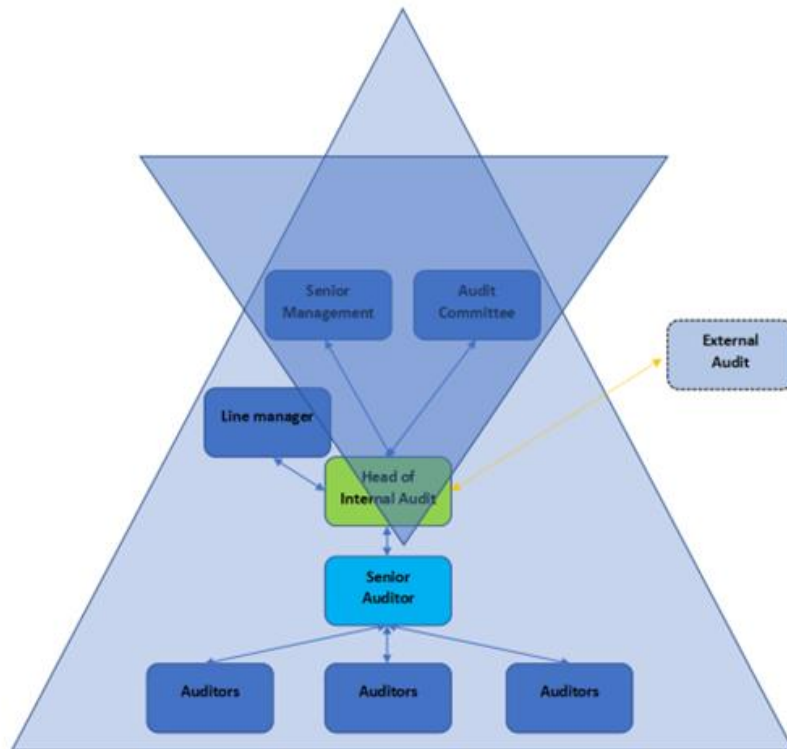 Senior
Management
Audit
Committee
External
Audit
Line manager
Head of
Internal Audit
Senior
Auditor
Auditors
Auditors
Auditors